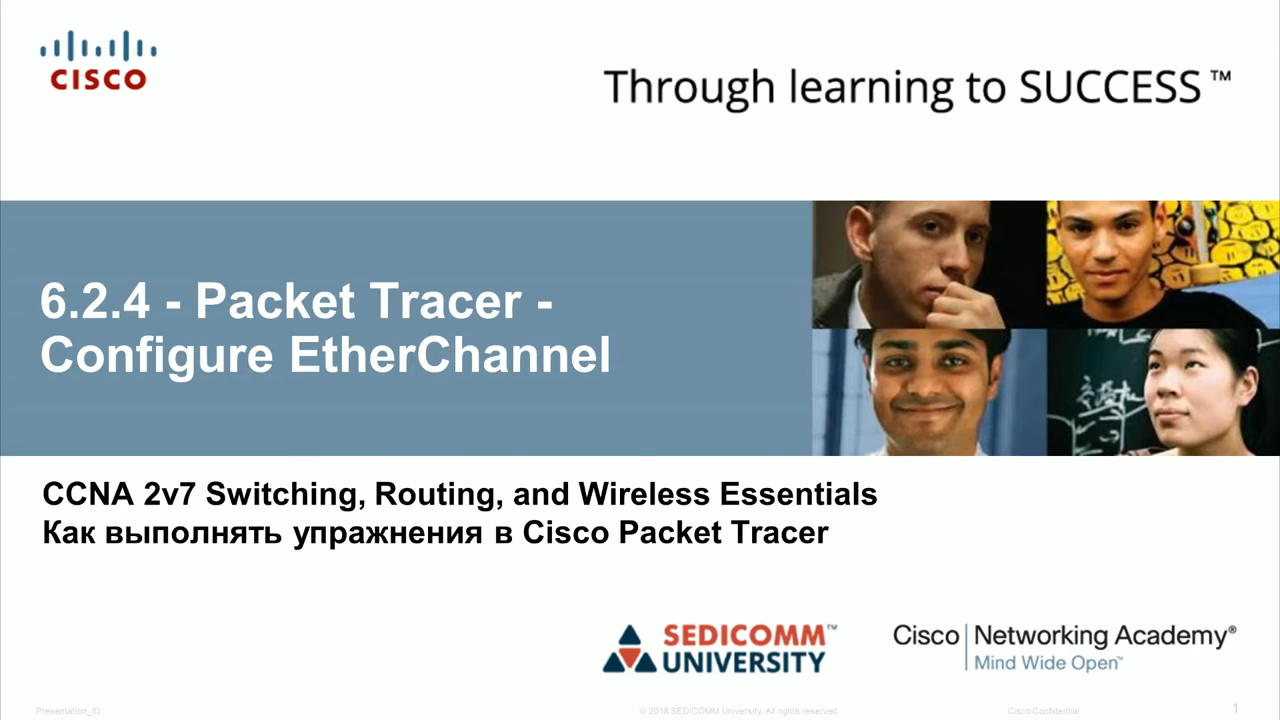 CISCO
Through learning to SUCCESS™
6.2.4 - Packet Tracer -
Configure EtherChannel
CCNA 2v7 Switching, Routing, and Wireless Essentials
Как выполнять упражнения в Cisco Packet Tracer
SEDICOMM™
UNIVERSITY
Cisco Networking Academy®
Mind Wide Open™
Presentation_ID
© 2018 SEDICOMM University. All rights reserved.
Cisco Confidential
1